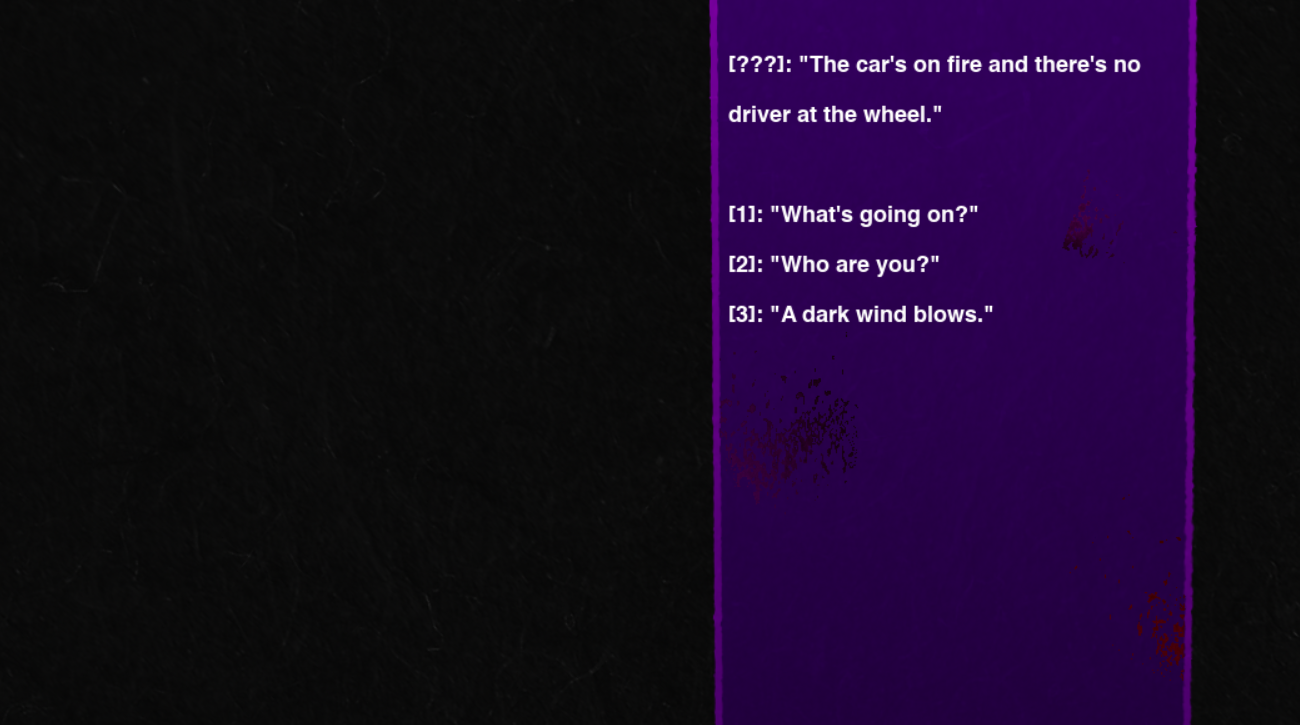 [???]: "The car's on fire and there's no
driver at the wheel."
[1]: "What's going on?"
[2]: "Who are you?"
[3]: "A dark wind blows."